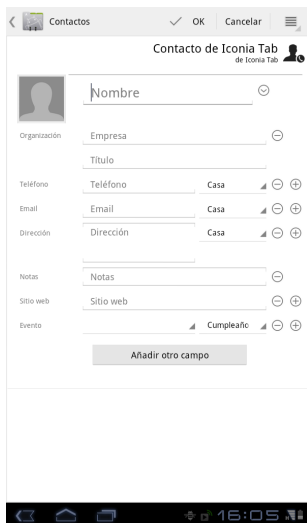 Contactos OK Cancelar
Contacto de Iconia Tab
de Iconia Tab
Nombre
Organización Empresa
Título
Teléfono Teléfono Casa
Email Email Casa
Dirección Dirección Casa
Notas Notas
Sitio web Sitio web
Evento Cumpleaño
Añadir otro campo
16:05